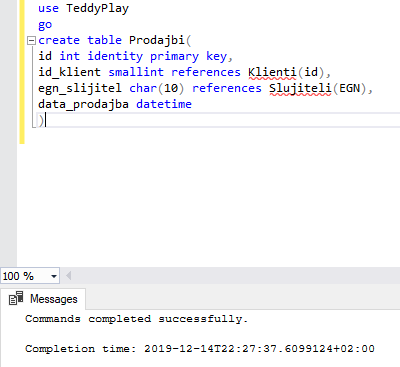 use TeddyPlay
go
create table Prodajbi(
id int identity primary key,
id_klient smallint references Klienti(id),
egn_slijitel char(10) references Slujiteli(EGN),
data_prodajba datetime
)
100 %
Messages
Commands completed successfully.
Completion time: 2019-12-14T22:27:37.6099124+02:00